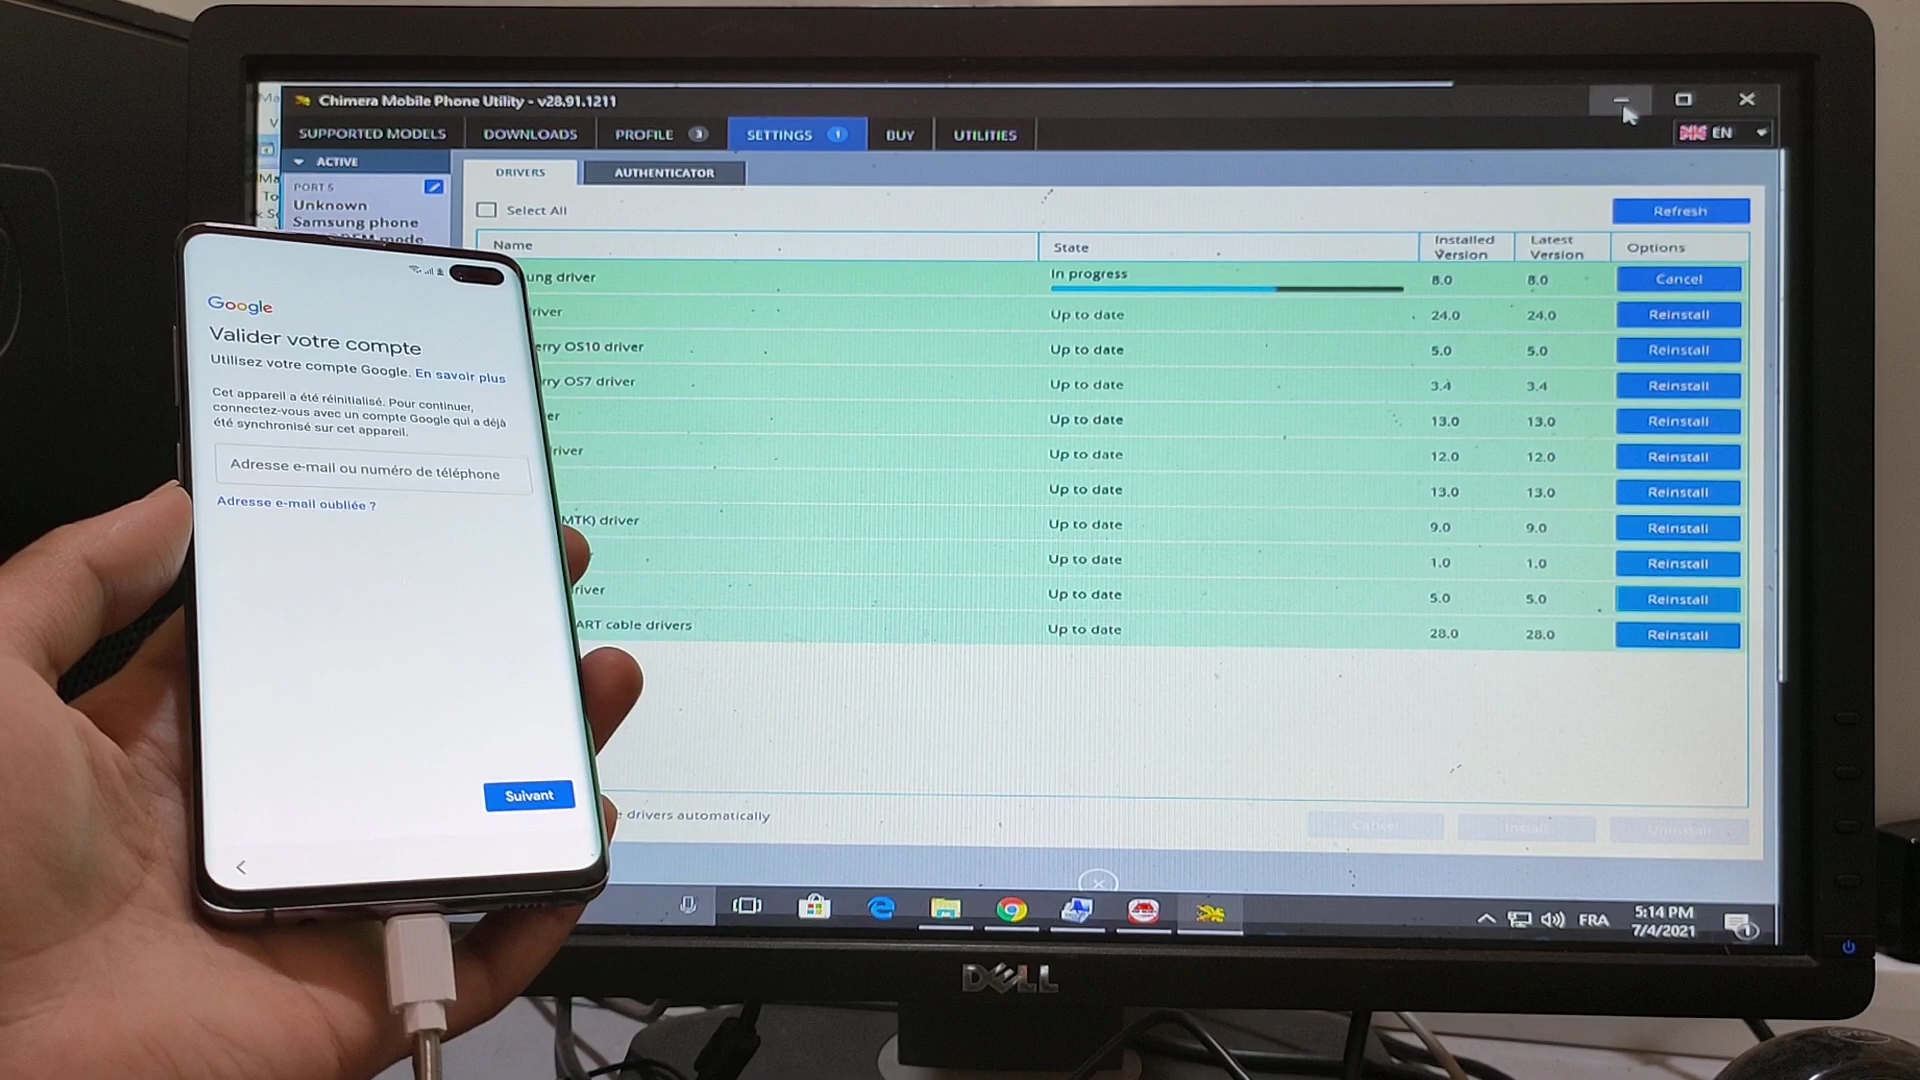 Chimera Mobile Phone Utility - v28.91.1211
SUPPORTED MODELS
DOWNLOADS
PROFILE 3
SETTINGS 1
BUY
UTILITIES
EN
ACTIVE
PORT 5
Unknown
Samsung phone
mode
DRIVERS
AUTHENTICATOR
Select All
Refresh
Name
State
Installed Version
Latest Version
Options
ung driver In progress 8.0 8.0 Cancel
river Up to date 24.0 24.0 Reinstall
erry OS10 driver Up to date 5.0 5.0 Reinstall
rry OS7 driver Up to date 3.4 3.4 Reinstall
er Up to date 13.0 13.0 Reinstall
river Up to date 12.0 12.0 Reinstall
Up to date 13.0 13.0 Reinstall
MTK) driver Up to date 9.0 9.0 Reinstall
Up to date 1.0 1.0 Reinstall
river Up to date 5.0 5.0 Reinstall
ART cable drivers Up to date 28.0 28.0 Reinstall
e drivers automatically
Cancel
Install
Uninstall
FRA
5:14 PM
7/4/2021
DELL
Google
Valider votre compte
Utilisez votre compte Google. En savoir plus
Cet appareil a été réinitialisé. Pour continuer,
connectez-vous avec un compte Google qui a déjà
été synchronisé sur cet appareil.
Adresse e-mail ou numéro de téléphone
Adresse e-mail oubliée ?
Suivant